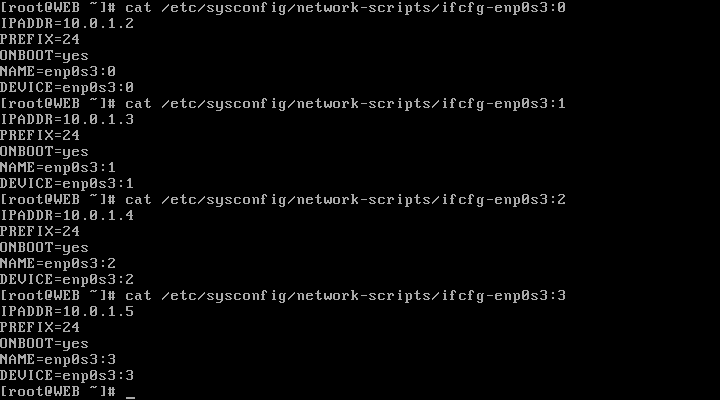 [root@WEB ~]# cat /etc/sysconfig/network-scripts/ifcfg-enp0s3:0
IPADDR=10.0.1.2
PREFIX=24
ONBOOT=yes
NAME=enp0s3:0
DEVICE=enp0s3:0
[root@WEB ~]# cat /etc/sysconfig/network-scripts/ifcfg-enp0s3:1
IPADDR=10.0.1.3
PREFIX=24
ONBOOT=yes
NAME=enp0s3:1
DEVICE=enp0s3:1
[root@WEB ~]# cat /etc/sysconfig/network-scripts/ifcfg-enp0s3:2
IPADDR=10.0.1.4
PREFIX=24
ONBOOT=yes
NAME=enp0s3:2
DEVICE=enp0s3:2
[root@WEB ~]# cat /etc/sysconfig/network-scripts/ifcfg-enp0s3:3
IPADDR=10.0.1.5
PREFIX=24
ONBOOT=yes
NAME=enp0s3:3
DEVICE=enp0s3:3
[root@WEB ~]# _